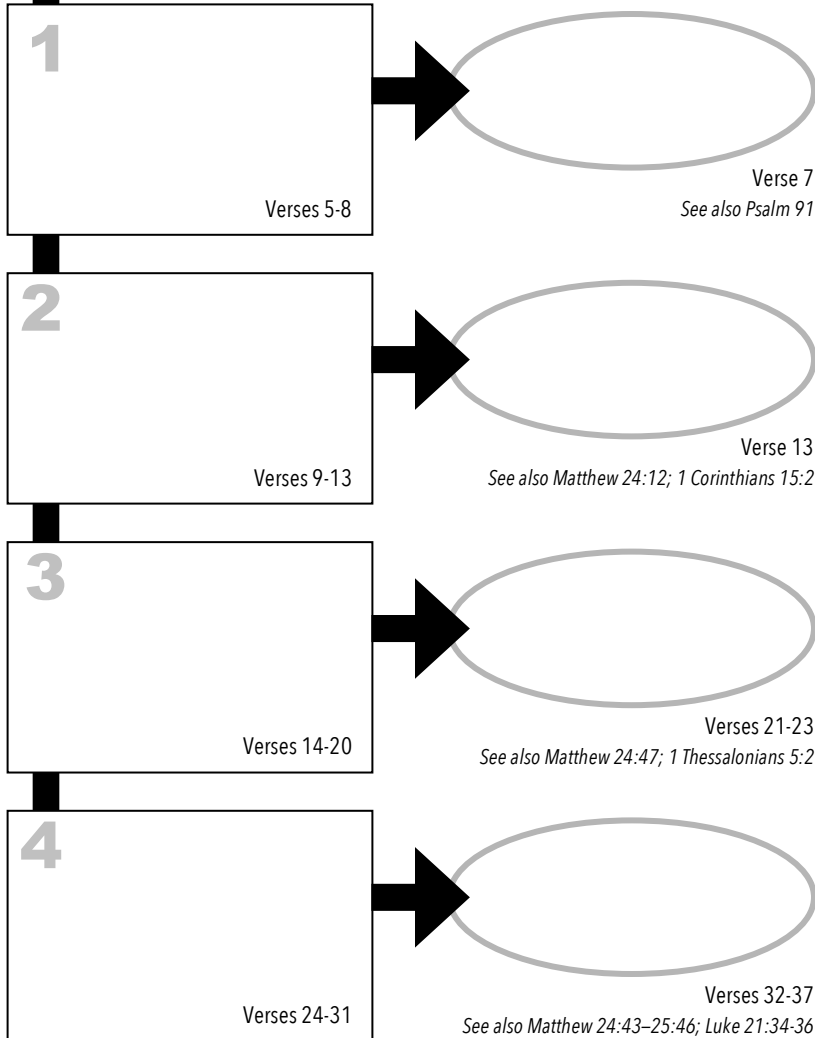 1
Verses 5-8
Verse 7
See also Psalm 91
2
Verses 9-13
Verse 13
See also Matthew 24:12; 1 Corinthians 15:2
3
Verses 14-20
Verses 21-23
See also Matthew 24:47; 1 Thessalonians 5:2
4
Verses 24-31
Verses 32-37
See also Matthew 24:43–25:46; Luke 21:34-36